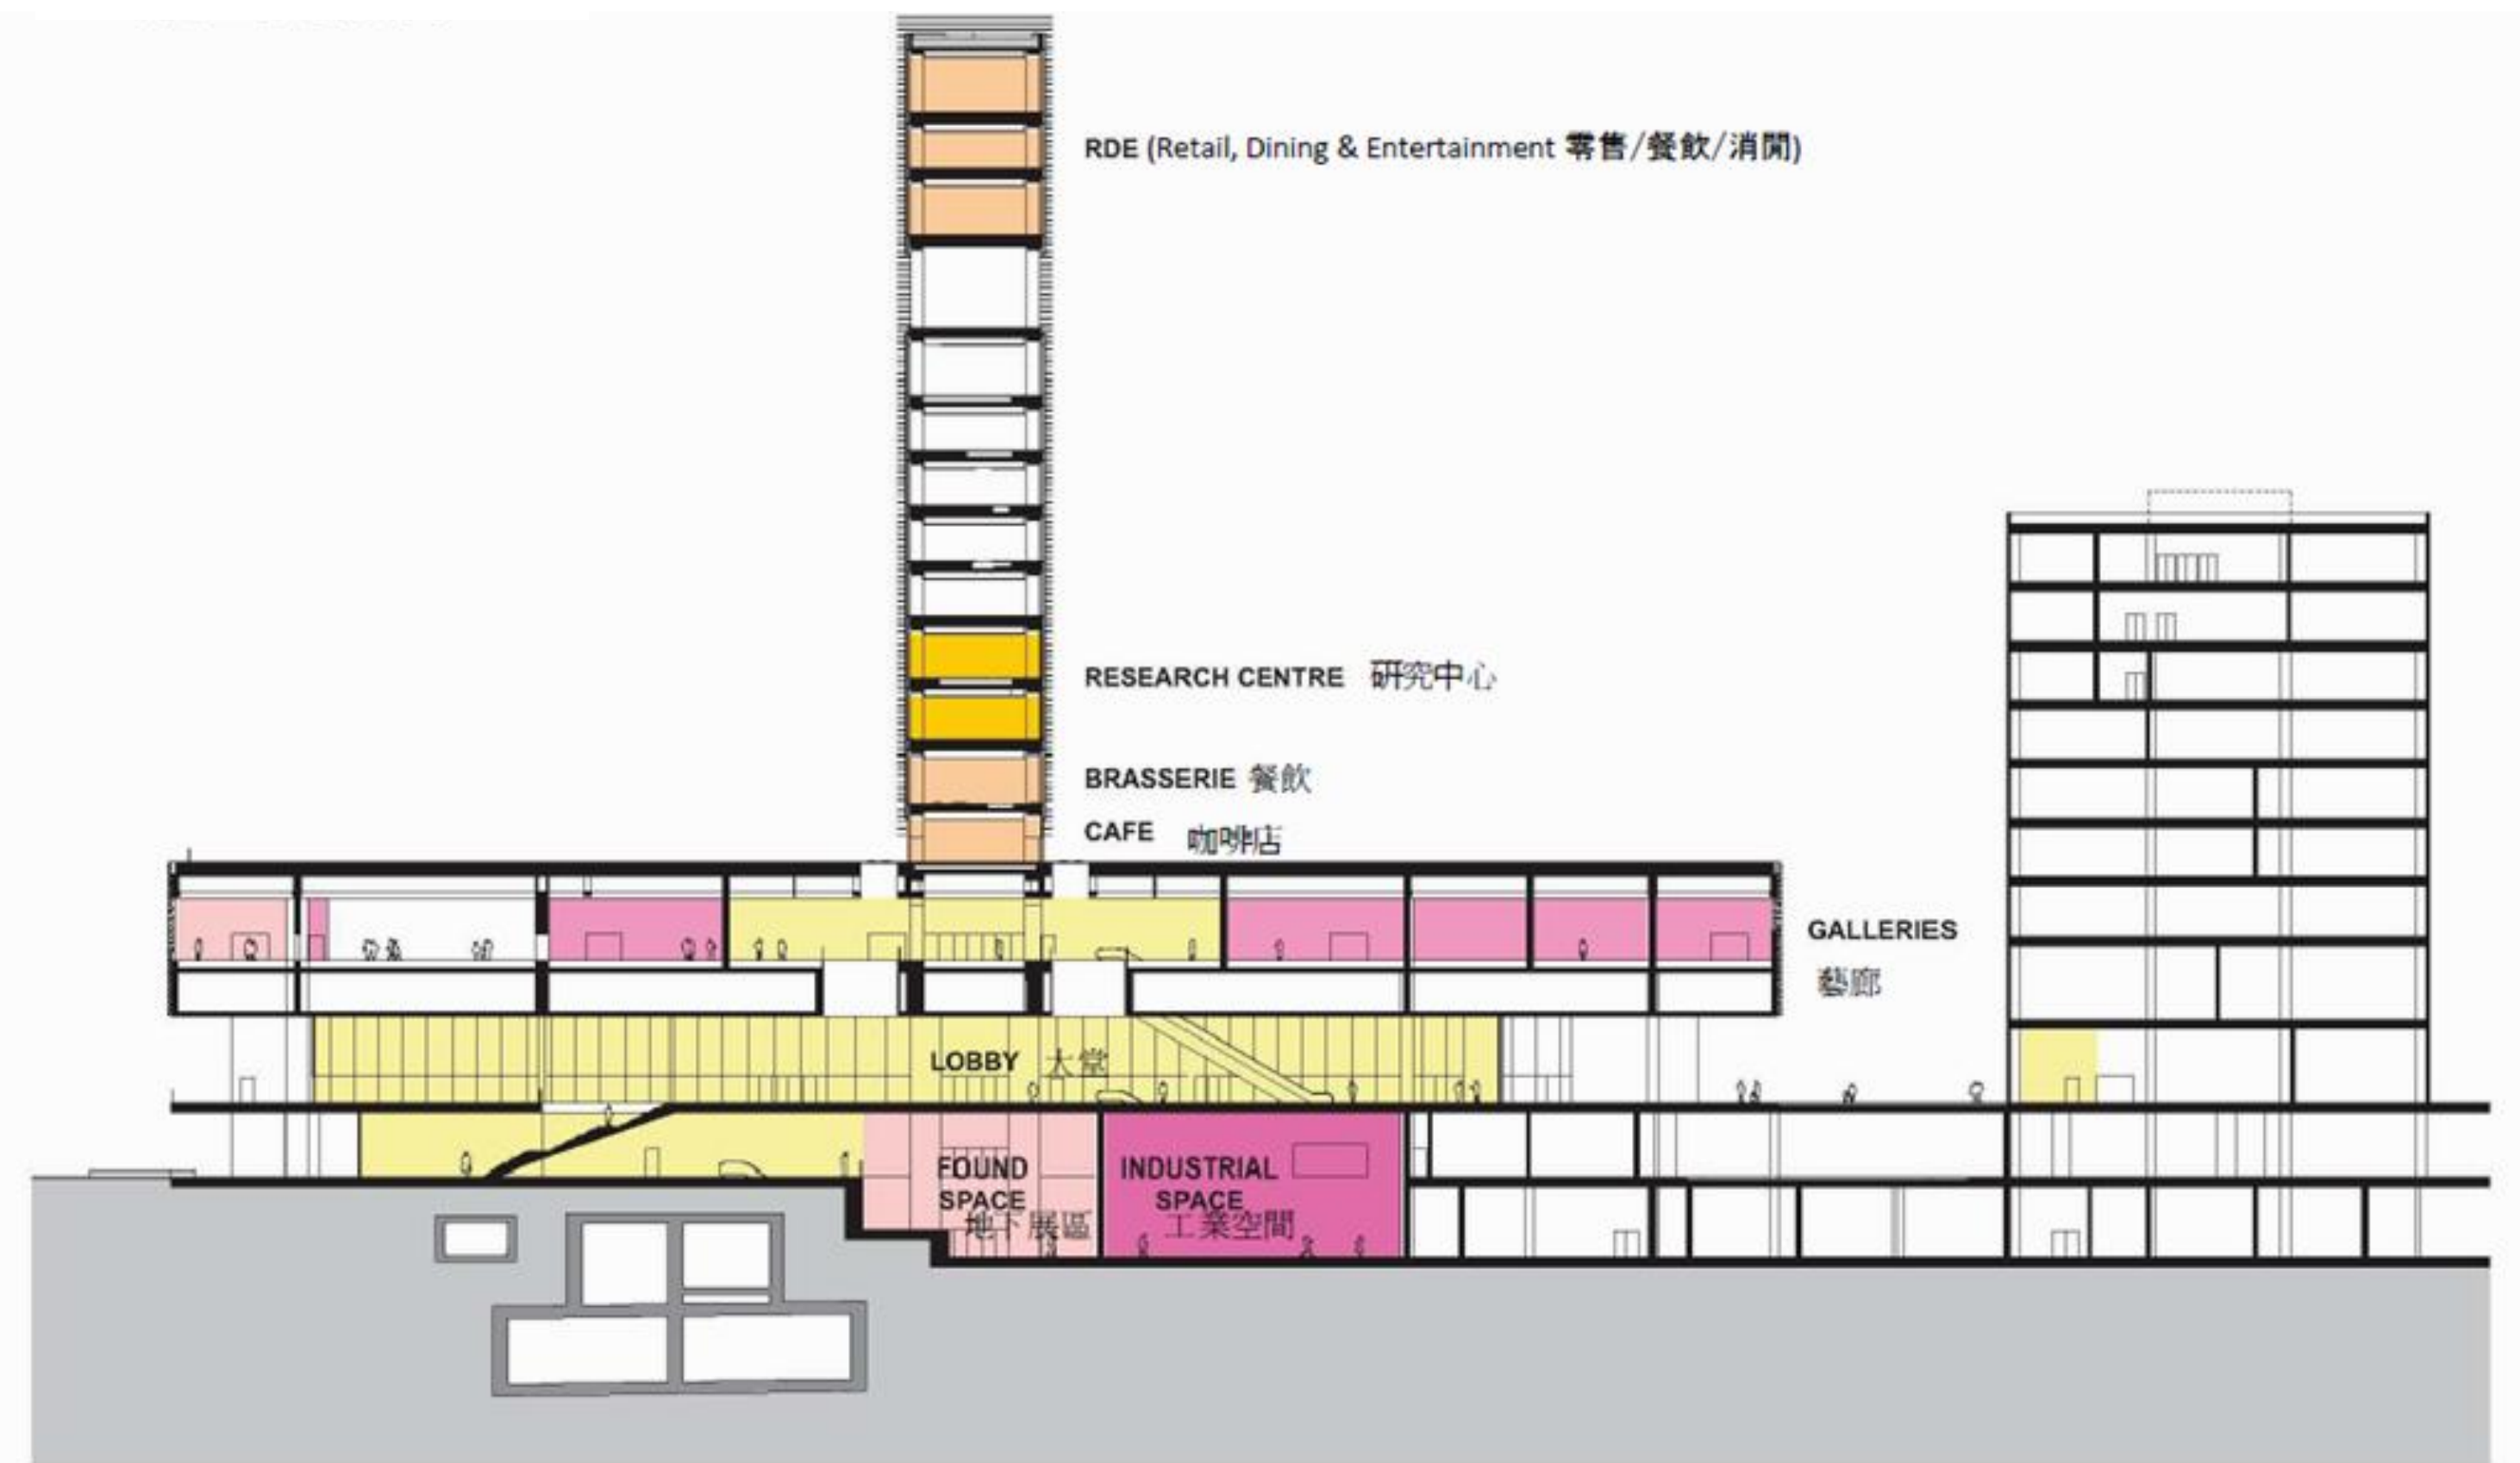 RDE (Retail, Dining & Entertainment 零售/餐飲/消閒)
RESEARCH CENTRE 研究中心
BRASSERIE 餐飲
CAFE 咖啡店
GALLERIES
藝廊
LOBBY 大堂
FOUND
SPACE
地下展區
INDUSTRIAL
SPACE
工業空間